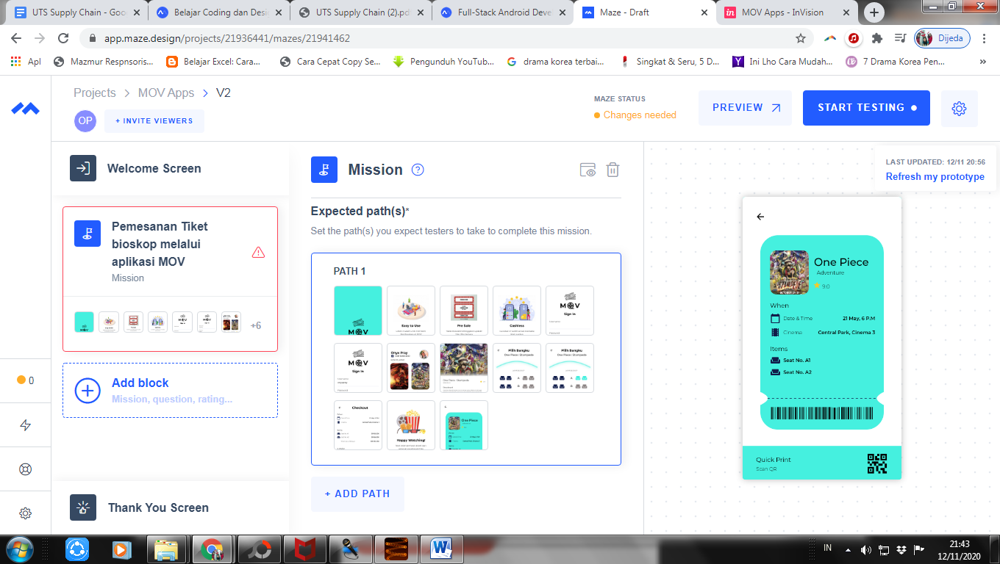 UTS Supply Chain - Goo
Belajar Coding dan Desi
UTS Supply Chain (2).pd
Full-Stack Android Deve
Maze - Draft
MOV Apps - InVision
app.maze.design/projects/21936441/mazes/21941462
Dijeda
Apl
Mazmur Respnsoris...
Belajar Excel: Cara...
Cara Cepat Copy Se...
Pengunduh YouTub...
drama korea terbai...
Singkat & Seru, 5 D...
Ini Lho Cara Mudah...
7 Drama Korea Pen...
»
Projects > MOV Apps > V2
OP
+ INVITE VIEWERS
MAZE STATUS
Changes needed
PREVIEW
START TESTING
Welcome Screen
Pemesanan Tiket
bioskop melalui
aplikasi MOV
Mission
+6
Add block
Mission, question, rating...
Thank You Screen
0
Mission
Expected path(s)*
Set the path(s) you expect testers to take to complete this mission.
PATH 1
MOV
Easy to Use
Pre Sale
Cashless
MOV
Sign In
MOV
Sign In
Onye Pray
Pilih Bangku
Pilih Bangku
Checkout
Happy Watching!
One Piece
+ ADD PATH
LAST UPDATED: 12/11 20:56
Refresh my prototype
One Piece
Adventure
9.0
When
Date & Time
21 May, 6 P.M
Cinema
Central Park, Cinema 3
Items
Seat No. A1
Seat No. A2
Quick Print
Scan QR
IN
21:43
12/11/2020